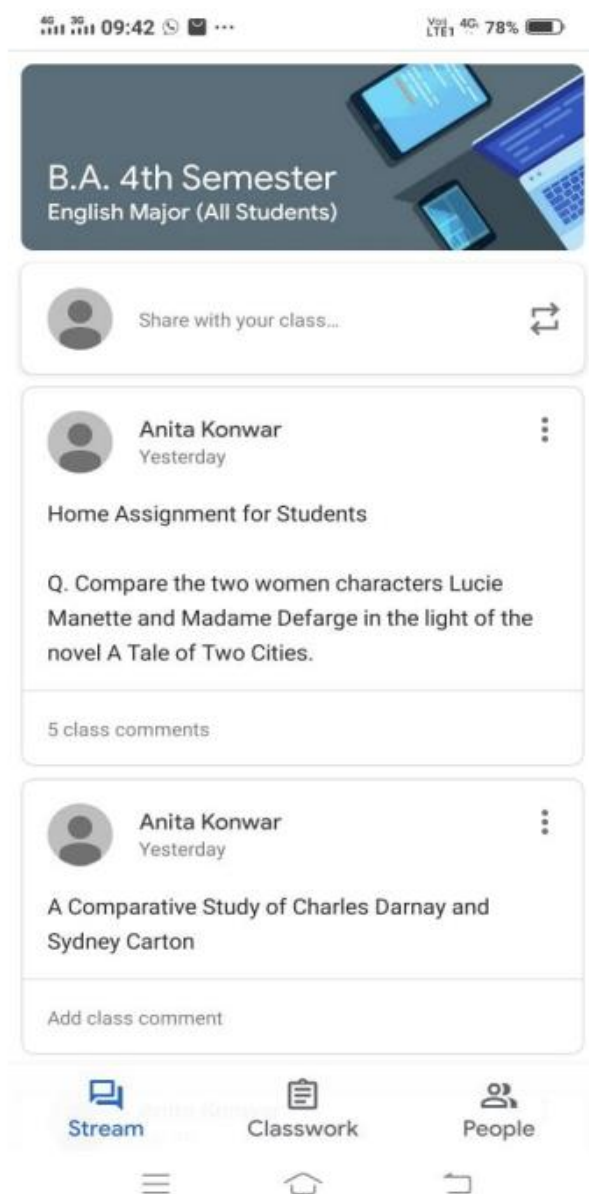 4G 3G 09:42 ... 4G 78%
B.A. 4th Semester
English Major (All Students)
Share with your class...
Anita Konwar
Yesterday
Home Assignment for Students
Q. Compare the two women characters Lucie
Manette and Madame Defarge in the light of the
novel A Tale of Two Cities.
5 class comments
Anita Konwar
Yesterday
A Comparative Study of Charles Darnay and
Sydney Carton
Add class comment
Stream Classwork People